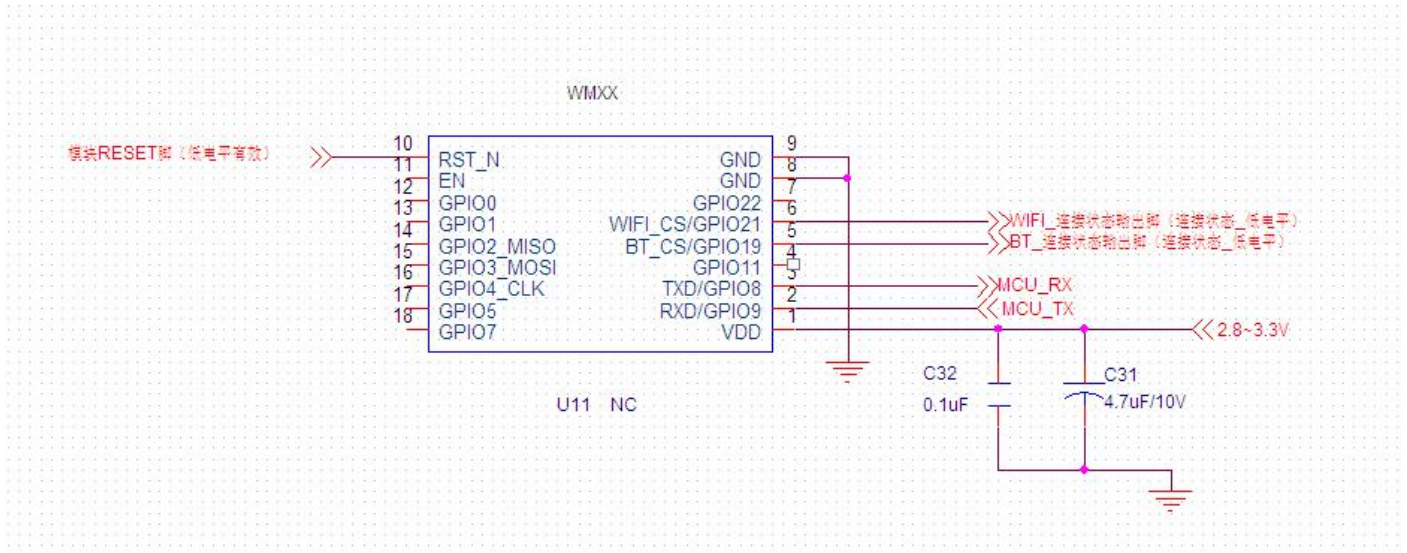 WMXX
模块RESET脚（低电平有效）
10
11
12
13
14
15
16
17
18
RST_N
EN
GPIO0
GPIO1
GPIO2_MISO
GPIO3_MOSI
GPIO4_CLK
GPIO5
GPIO7
GND
GND
GPIO22
WIFI_CS/GPIO21
BT_CS/GPIO19
GPIO11
TXD/GPIO8
RXD/GPIO9
VDD
9
8
7
6
5
4
3
2
1
WIFI_连接状态输出脚（连接状态_低电平）
BT_连接状态输出脚（连接状态_低电平）
MCU_RX
MCU_TX
2.8~3.3V
C32
0.1uF
C31
4.7uF/10V
U11 NC